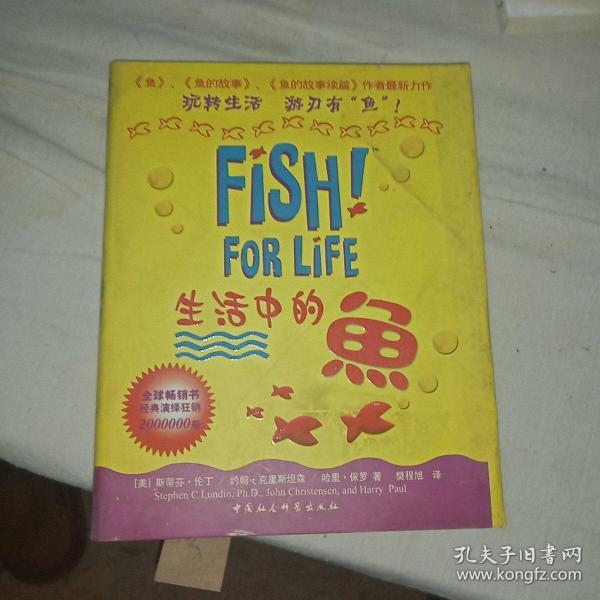 《鱼》、《鱼的故事》、《鱼的故事续篇》作者最新力作
玩转生活 游刃有“鱼”!
FiSH!™
FOR LiFE
生活中的魚
全球畅销书
经典演绎狂销
2000000册
[美]斯蒂芬·伦丁/约翰·克里斯坦森/哈里·保罗 著 樊程旭 译
Stephen C.Lundin, Ph.D., John Christensen, and Harry Paul
中国社会科学出版社
孔夫子旧书网
www.kongfz.com